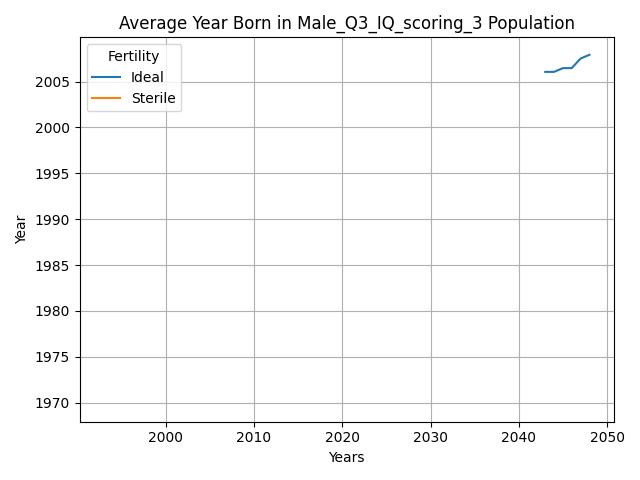 Average Year Born in Male_Q3_IQ_scoring_3 Population
Fertility
Ideal
Sterile
2005
2000
1995
1990
1985
1980
1975
1970
Year
2000 2010 2020 2030 2040 2050
Years